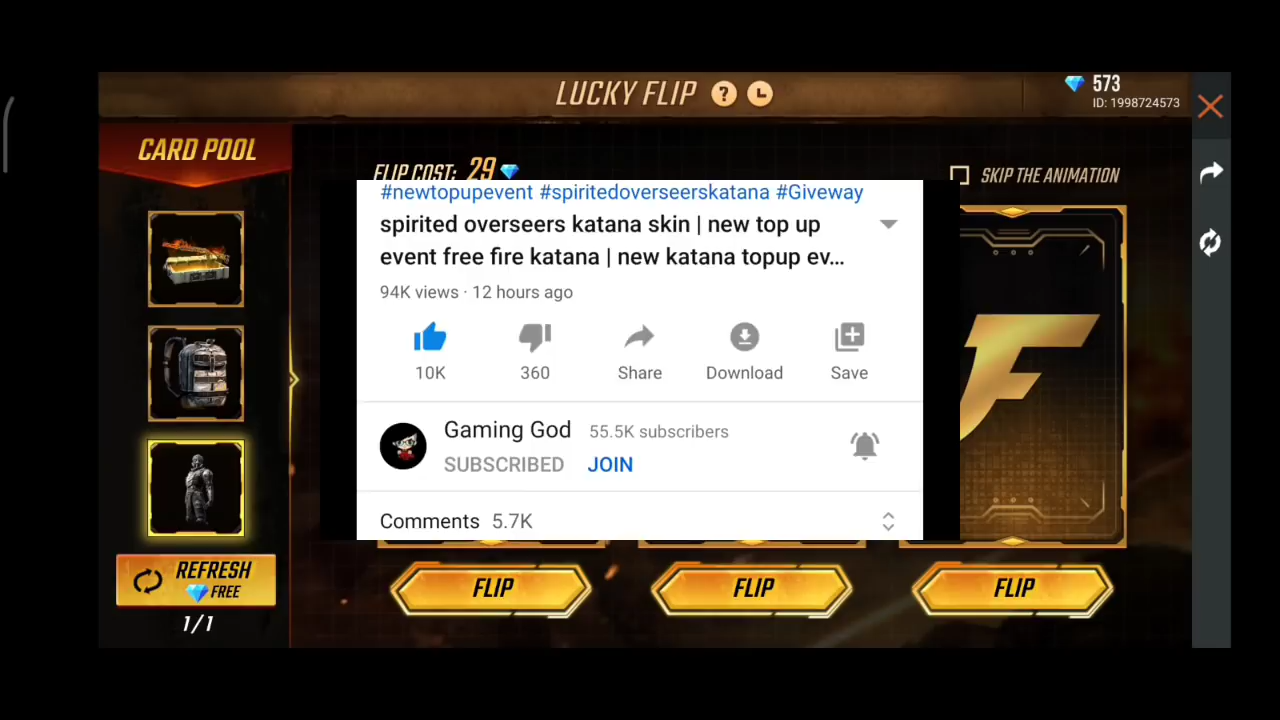 LUCKY FLIP ?
573
ID: 1998724573
CARD POOL
FLIP COST: 29
SKIP THE ANIMATION
#newtopupevent #spiritedoverseerskatana #Giveway
spirited overseers katana skin | new top up
event free fire katana | new katana topup ev...
94K views · 12 hours ago
10K
360
Share
Download
Save
Gaming God 55.5K subscribers
SUBSCRIBED JOIN
Comments 5.7K
F
REFRESH
FREE
1/1
FLIP
FLIP
FLIP